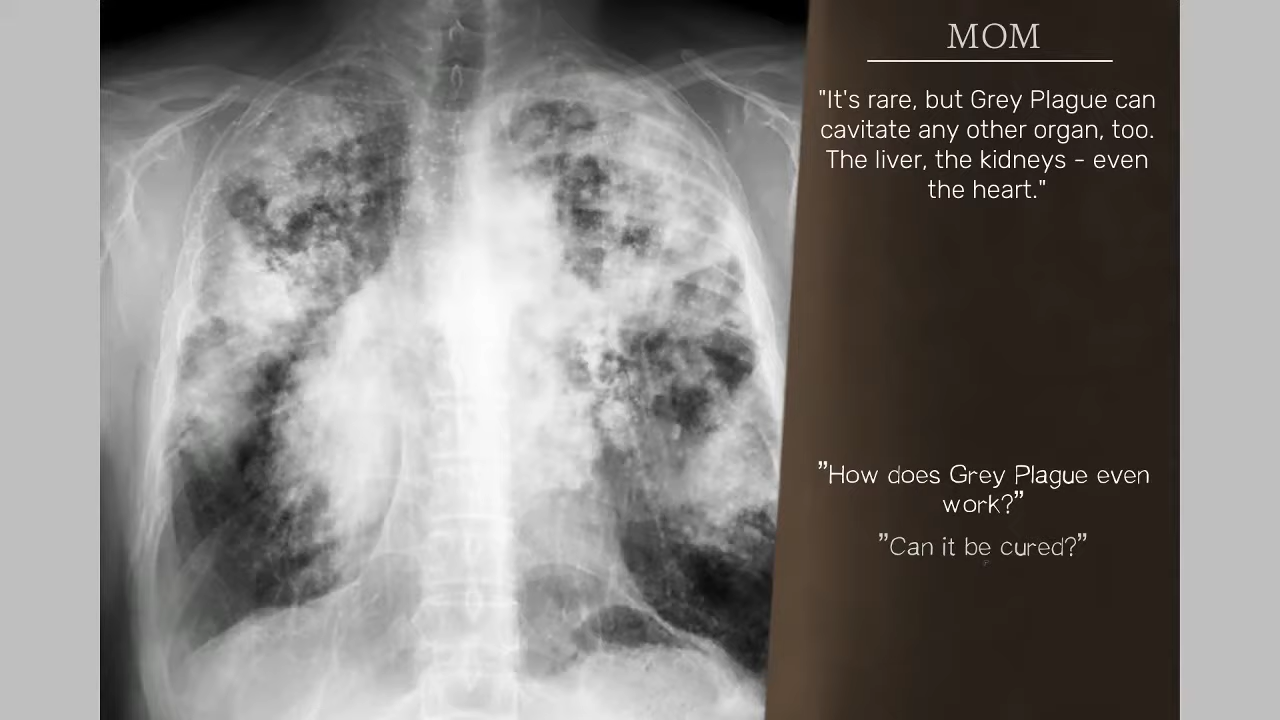 MOM
"It's rare, but Grey Plague can
cavitate any other organ, too.
The liver, the kidneys - even
the heart."
”How does Grey Plague even
work?”
”Can it be cured?”